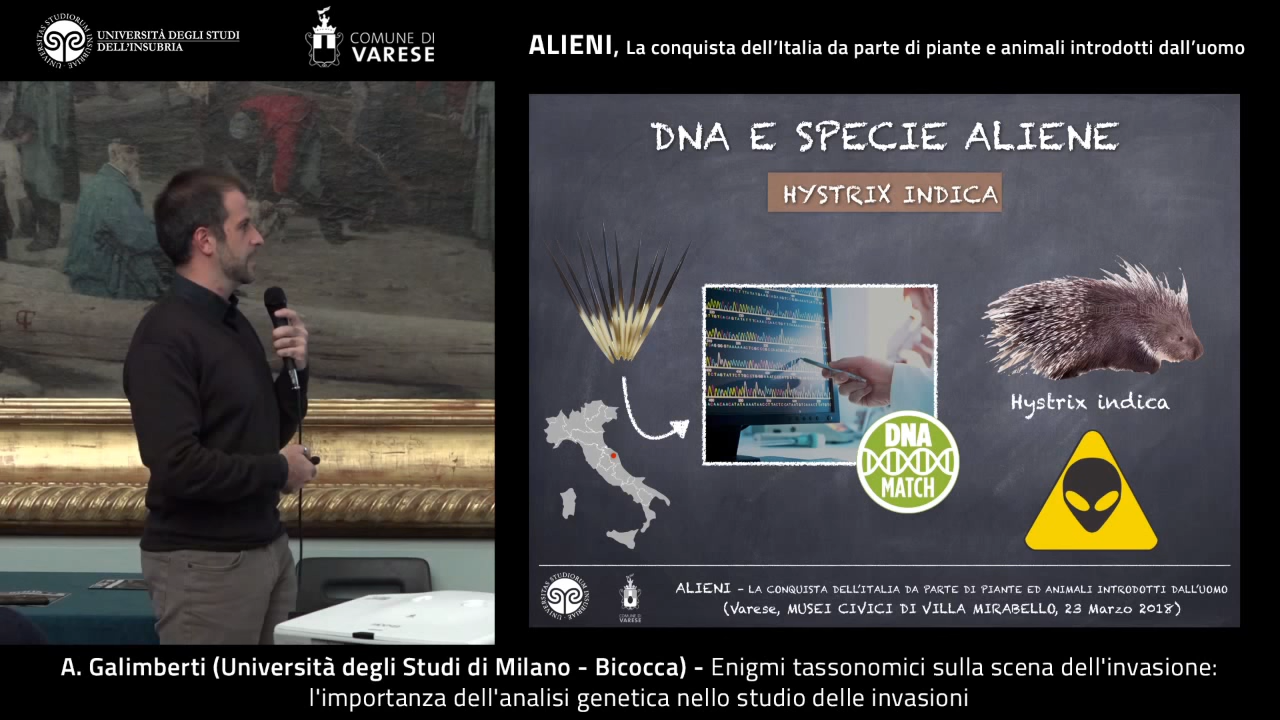 UNIVERSITÀ DEGLI STUDI
DELL'INSUBRIA
COMUNE DI
VARESE
ALIENI, La conquista dell'Italia da parte di piante e animali introdotti dall'uomo
DNA E SPECIE ALIENE
HYSTRIX INDICA
DNA
MATCH
Hystrix indica
ALIENI - LA CONQUISTA DELL'ITALIA DA PARTE DI PIANTE ED ANIMALI INTRODOTTI DALL'UOMO
(Varese, MUSEI CIVICI DI VILLA MIRABELLO, 23 Marzo 2018)
COMUNE DI
VARESE
A. Galimberti (Università degli Studi di Milano - Bicocca) - Enigmi tassonomici sulla scena dell'invasione:
l'importanza dell'analisi genetica nello studio delle invasioni